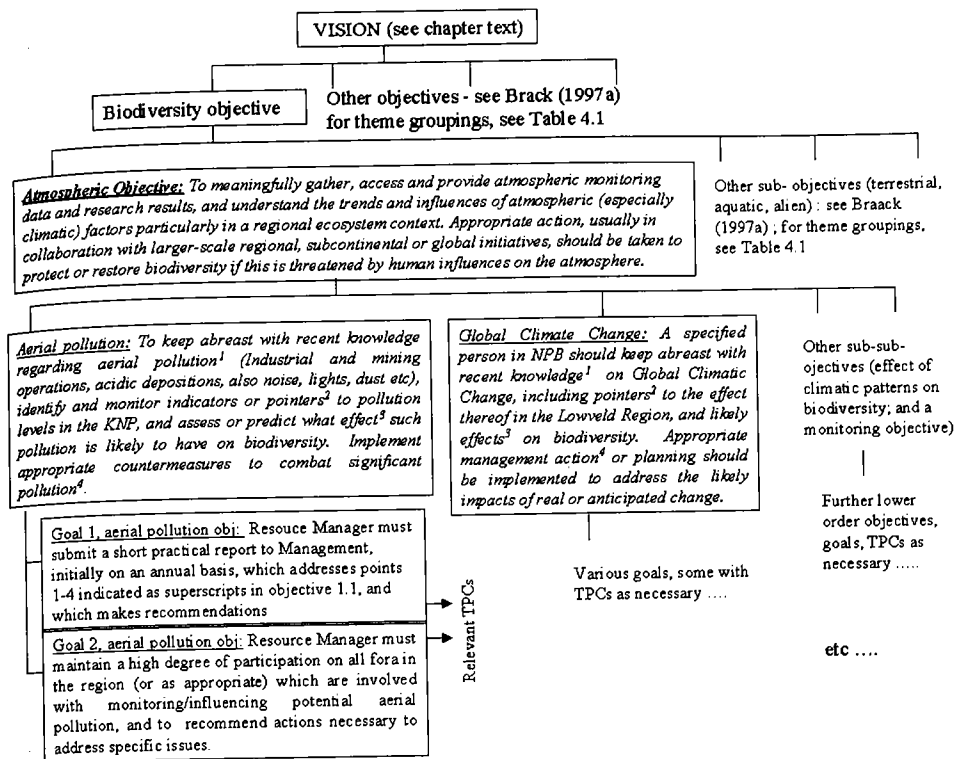 VISION (see chapter text)
Biodiversity objective
Other objectives - see Brack (1997a)
for theme groupings, see Table 4.1
Atmospheric Objective: To meaningfully gather, access and provide atmospheric monitoring
data and research results, and understand the trends and influences of atmospheric (especially
climatic) factors particularly in a regional ecosystem context. Appropriate action, usually in
collaboration with larger-scale regional, subcontinental or global initiatives, should be taken to
protect or restore biodiversity if this is threatened by human influences on the atmosphere.
Other sub- objectives (terrestrial,
aquatic, alien) : see Braack
(1997a) ; for theme groupings,
see Table 4.1
Aerial pollution: To keep abreast with recent knowledge
regarding aerial pollution¹ (Industrial and mining
operations, acidic depositions, also noise, lights, dust etc),
identify and monitor indicators or pointers² to pollution
levels in the KNP, and assess or predict what effect³ such
pollution is likely to have on biodiversity. Implement
appropriate countermeasures to combat significant
pollution⁴.
Global Climate Change: A specified
person in NPB should keep abreast with
recent knowledge¹ on Global Climatic
Change, including pointers² to the effect
thereof in the Lowveld Region, and likely
effects³ on biodiversity. Appropriate
management action⁴ or planning should
be implemented to address the likely
impacts of real or anticipated change.
Other sub-sub-
objectives (effect of
climatic patterns on
biodiversity; and a
monitoring objective)
Goal 1, aerial pollution obj: Resouce Manager must
submit a short practical report to Management,
initially on an annual basis, which addresses points
1-4 indicated as superscripts in objective 1.1, and
which makes recommendations
Goal 2, aerial pollution obj: Resource Manager must
maintain a high degree of participation on all fora in
the region (or as appropriate) which are involved
with monitoring/influencing potential aerial
pollution, and to recommend actions necessary to
address specific issues.
Relevant TPCs
Various goals, some with
TPCs as necessary ....
Further lower
order objectives,
goals, TPCs as
necessary .....
etc ....